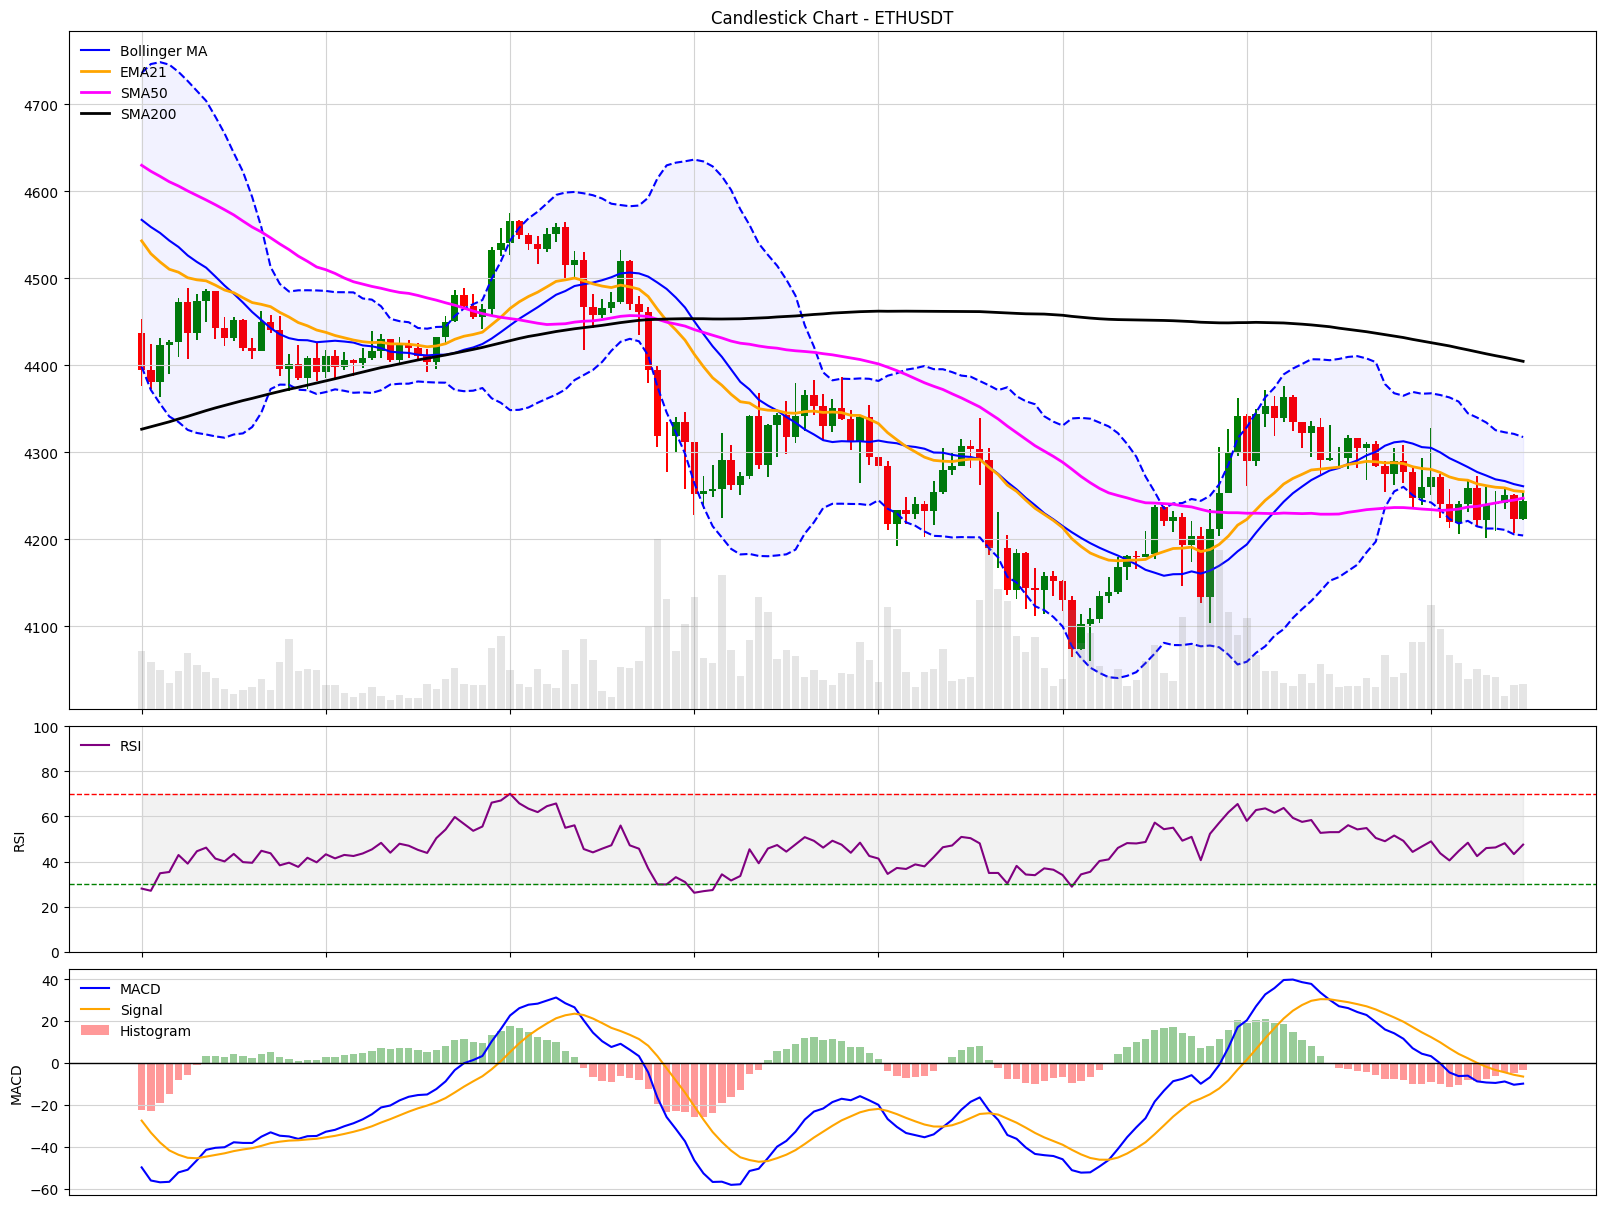 Candlestick Chart - ETHUSDT
Bollinger MA
EMA21
SMA50
SMA200
4700
4600
4500
4400
4300
4200
4100
RSI
100
80
60
40
20
0
RSI
MACD
Signal
Histogram
40
20
0
−20
−40
−60
MACD